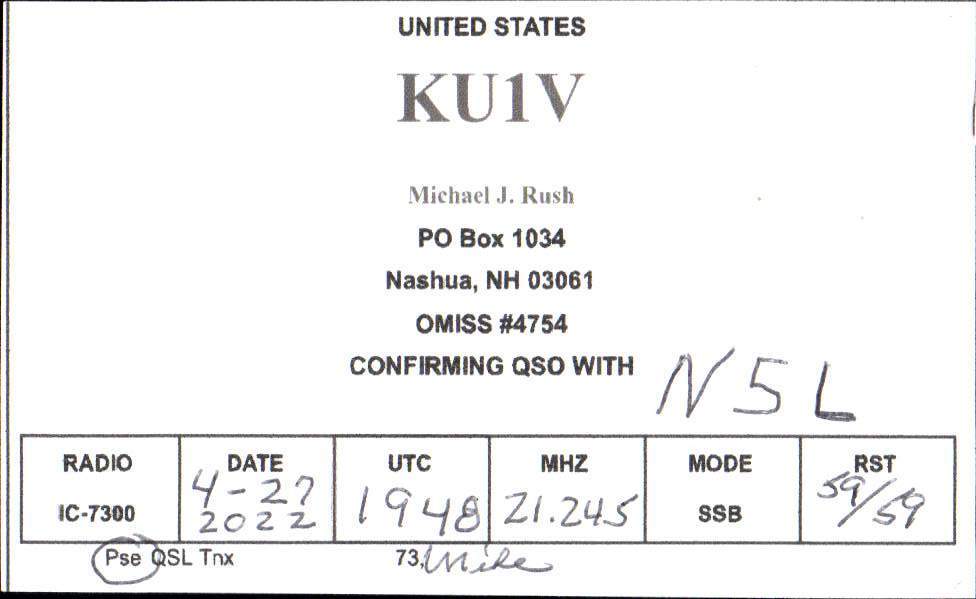 UNITED STATES
KU1V
Michael J. Rush
PO Box 1034
Nashua, NH 03061
OMISS #4754
CONFIRMING QSO WITH N5L
RADIO DATE UTC MHZ MODE RST
IC-7300 4-27 2022 1948 21.245 SSB 59/59
Pse QSL Tnx 73, Mike